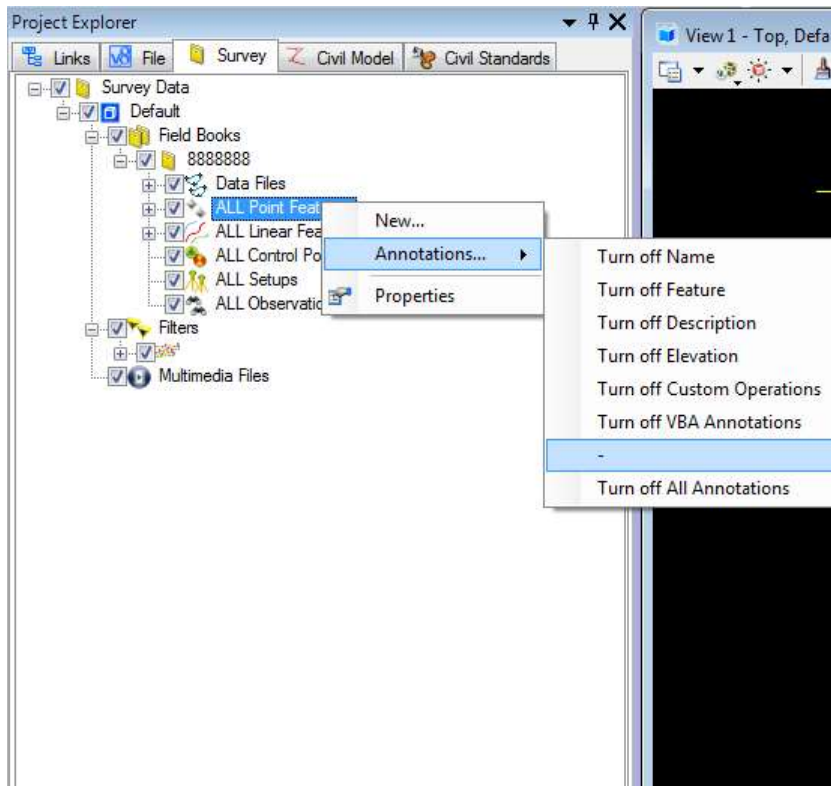 Project Explorer
Links File Survey Civil Model Civil Standards
Survey Data
Default
Field Books
8888888
Data Files
ALL Point Feat
ALL Linear Fea
ALL Control Po
ALL Setups
ALL Observatio
Filters
Multimedia Files
New...
Annotations...
Properties
Turn off Name
Turn off Feature
Turn off Description
Turn off Elevation
Turn off Custom Operations
Turn off VBA Annotations
-
Turn off All Annotations
View 1 - Top, Defa